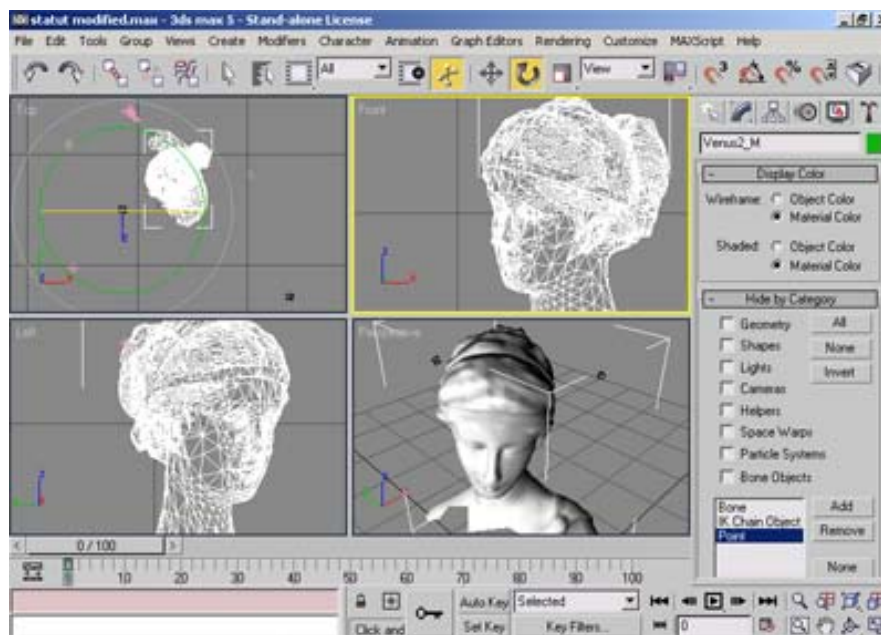 statut modified.max - 3ds max 5 - Stand-alone License
File Edit Tools Group Views Create Modifiers Character Animation Graph Editors Rendering Customize MAXScript Help
All
View
Top
Front
Venus2_M
- Display Color
Wireframe: Object Color
Material Color
Shaded: Object Color
Material Color
- Hide by Category
Geometry All
Shapes None
Lights Invert
Cameras
Helpers
Space Warps
Particle Systems
Bone Objects
Left
Perspective
Bone Add
IK Chain Object Remove
Point
None
0 / 100
0 10 20 30 40 50 60 70 80 90 100
Auto Key Selected
Set Key Key Filters... 0
Click and